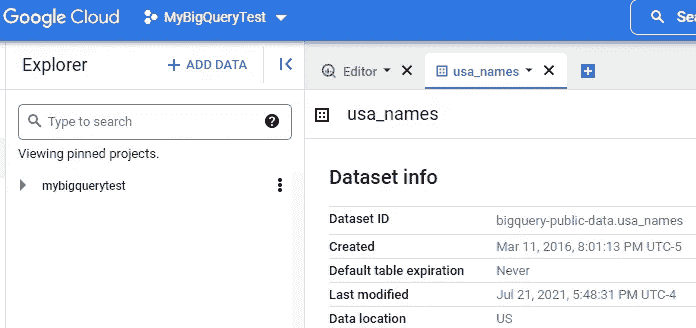 Google Cloud
MyBigQueryTest
Sea
Explorer
+ ADD DATA
Editor
usa_names
Type to search
Viewing pinned projects.
mybigquerytest
usa_names
Dataset info
Dataset ID bigquery-public-data.usa_names
Created Mar 11, 2016, 8:01:13 PM UTC-5
Default table expiration Never
Last modified Jul 21, 2021, 5:48:31 PM UTC-4
Data location US